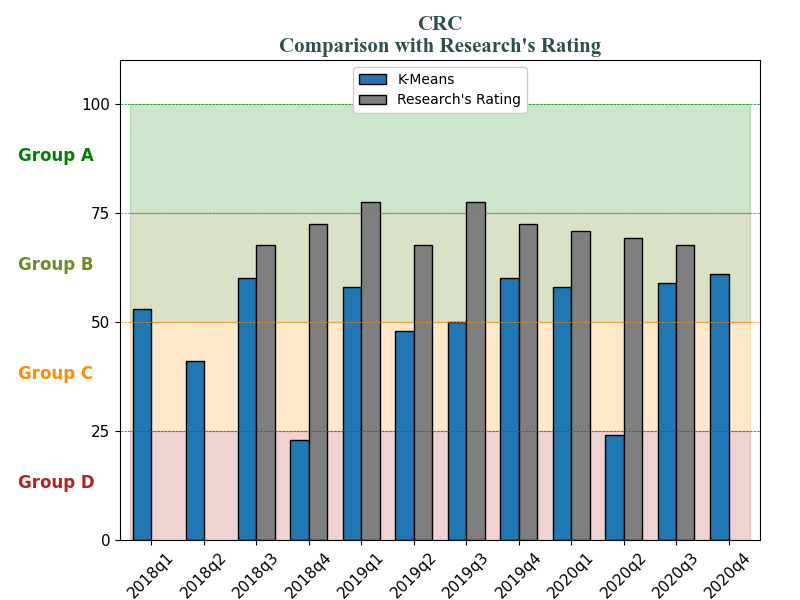 CRC
Comparison with Research's Rating
K-Means
Research's Rating
100
Group A
75
Group B
50
Group C
25
Group D
0
2018q1
2018q2
2018q3
2018q4
2019q1
2019q2
2019q3
2019q4
2020q1
2020q2
2020q3
2020q4